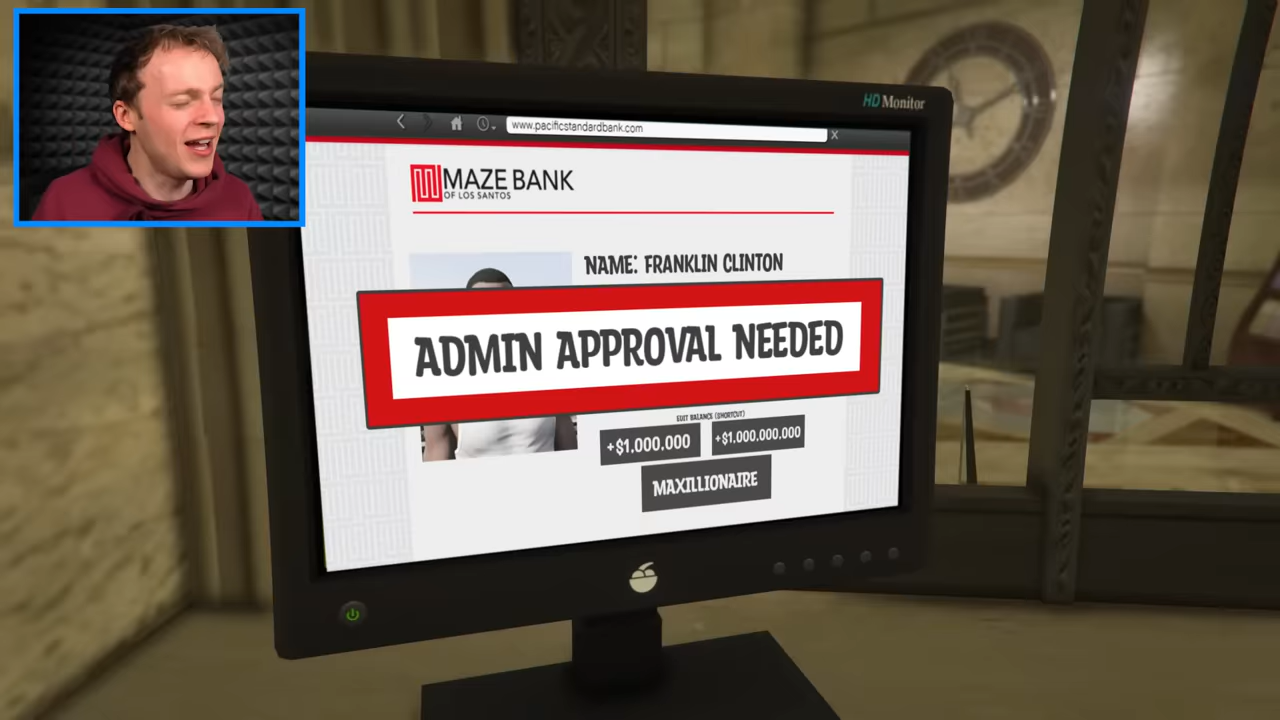 HD Monitor
www.pacificstandardbank.com
X
MAZE BANK
OF LOS SANTOS
NAME: FRANKLIN CLINTON
ADMIN APPROVAL NEEDED
EDIT BALANCE (SHORTCUT)
+$1.000.000
+$1.000.000.000
MAXILLIONAIRE